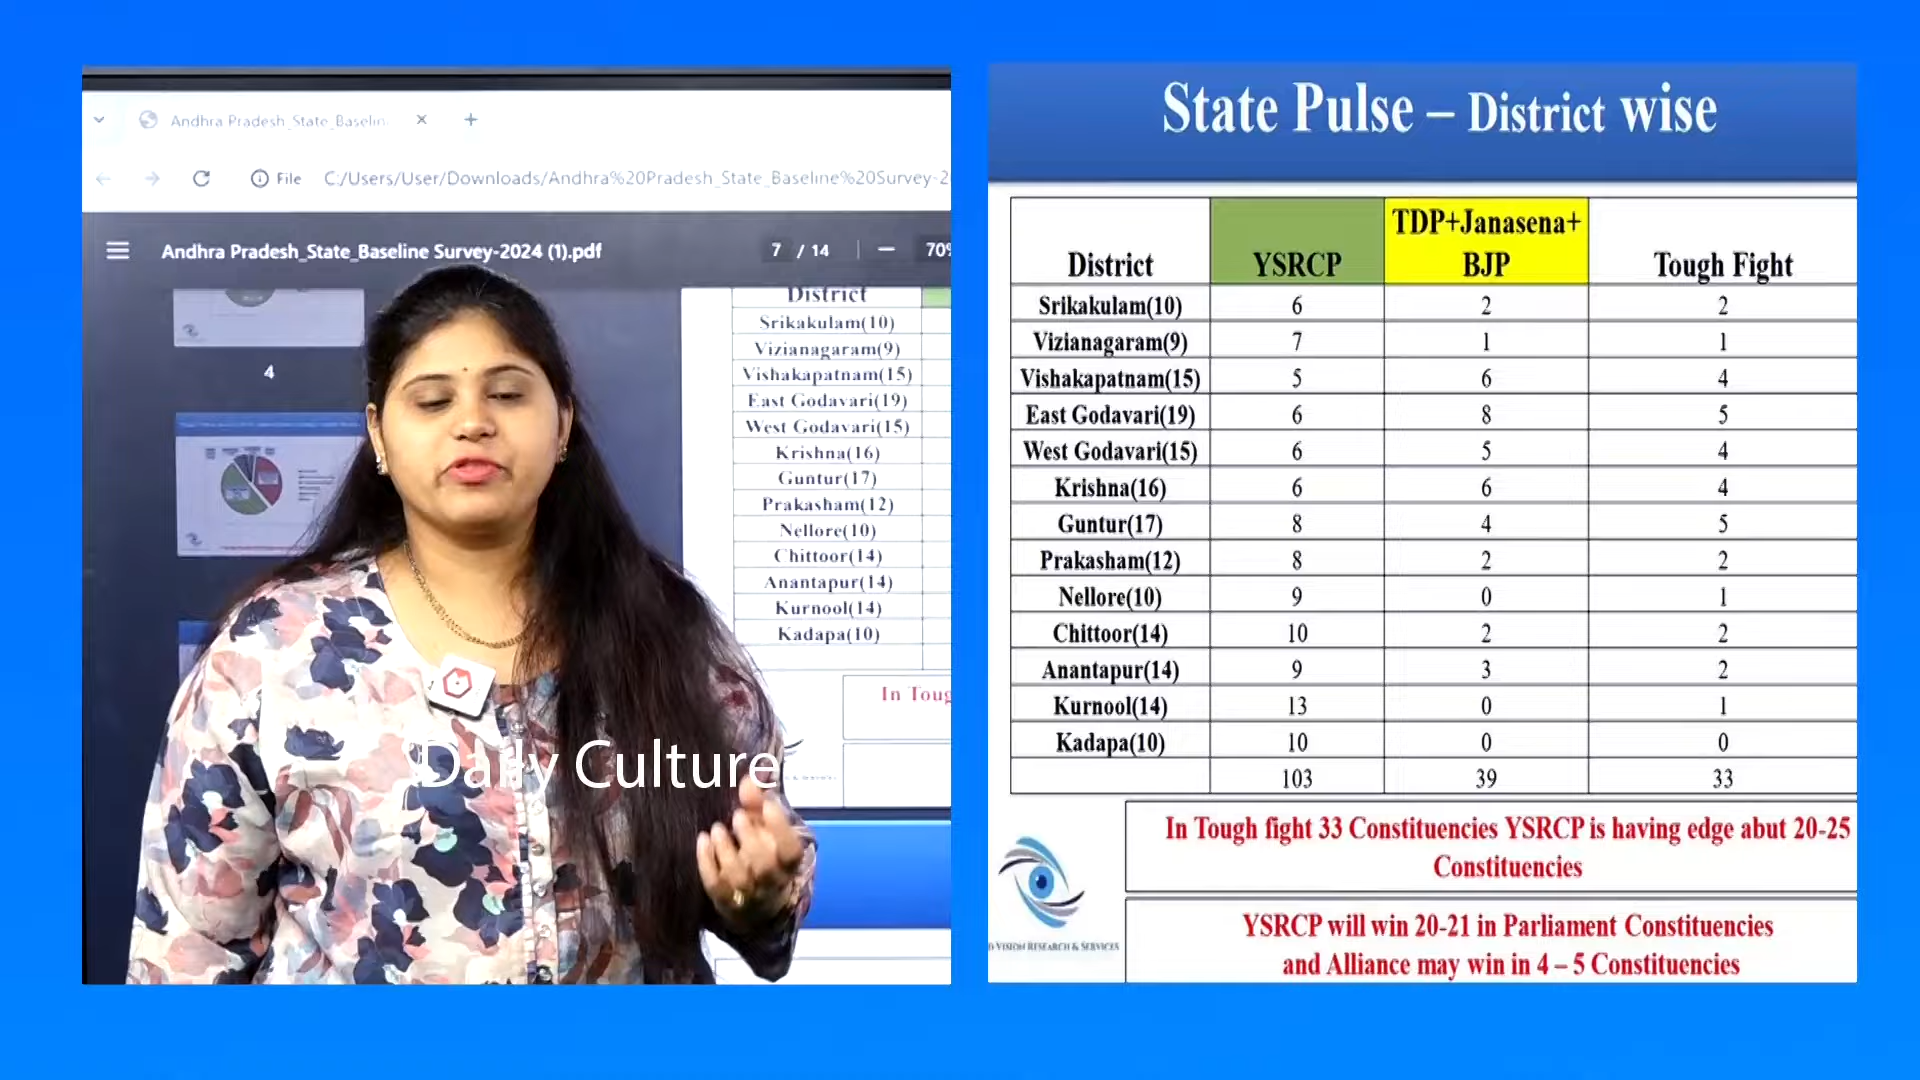 Andhra Pradesh_State_Baselin
File C:/Users/User/Downloads/Andhra%20Pradesh_State_Baseline%20Survey-2
Andhra Pradesh_State_Baseline Survey-2024 (1).pdf 7 / 14 70%
4
District
Srikakulam(10)
Vizianagaram(9)
Vishakapatnam(15)
East Godavari(19)
West Godavari(15)
Krishna(16)
Guntur(17)
Prakasham(12)
Nellore(10)
Chittoor(14)
Anantapur(14)
Kurnool(14)
Kadapa(10)
In Toug
Daily Culture
State Pulse – District wise
District YSRCP TDP+Janasena+ BJP Tough Fight
Srikakulam(10) 6 2 2
Vizianagaram(9) 7 1 1
Vishakapatnam(15) 5 6 4
East Godavari(19) 6 8 5
West Godavari(15) 6 5 4
Krishna(16) 6 6 4
Guntur(17) 8 4 5
Prakasham(12) 8 2 2
Nellore(10) 9 0 1
Chittoor(14) 10 2 2
Anantapur(14) 9 3 2
Kurnool(14) 13 0 1
Kadapa(10) 10 0 0
103 39 33
In Tough fight 33 Constituencies YSRCP is having edge abut 20-25
Constituencies
YSRCP will win 20-21 in Parliament Constituencies
and Alliance may win in 4 – 5 Constituencies
-VISION RESEARCH & SERVICES